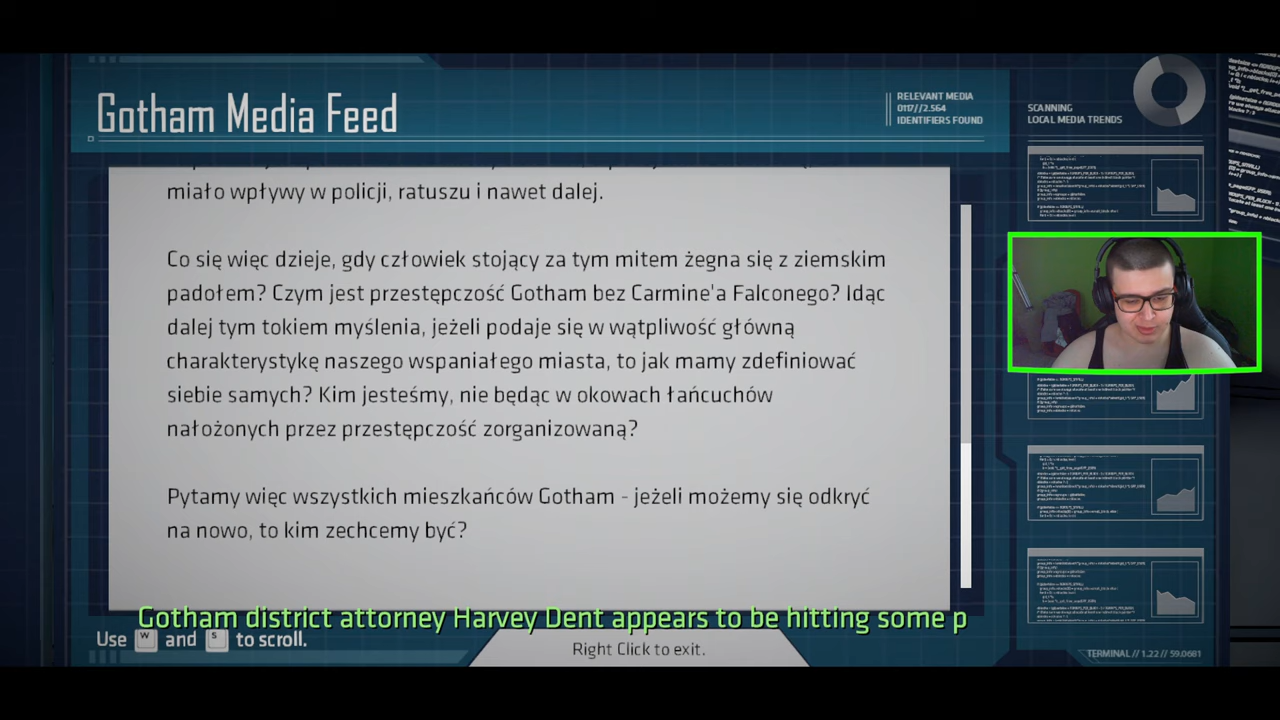 Gotham Media Feed
RELEVANT MEDIA
0117//2.564
IDENTIFIERS FOUND
SCANNING
LOCAL MEDIA TRENDS
miało wpływy w policji, ratuszu i nawet dalej.
Co się więc dzieje, gdy człowiek stojący za tym mitem żegna się z ziemskim
padołem? Czym jest przestępczość Gotham bez Carmine'a Falconego? Idąc
dalej tym tokiem myślenia, jeżeli podaje się w wątpliwość główną
charakterystykę naszego wspaniałego miasta, to jak mamy zdefiniować
siebie samych? Kim jesteśmy, nie będąc w okowach łańcuchów
nałożonych przez przestępczość zorganizowaną?
Pytamy więc wszystkich mieszkańców Gotham - jeżeli możemy się odkryć
na nowo, to kim zechcemy być?
Gotham district attorney Harvey Dent appears to be hitting some p
Use W and S to scroll.
Right Click to exit.
TERMINAL // 1.22 // 59.0681